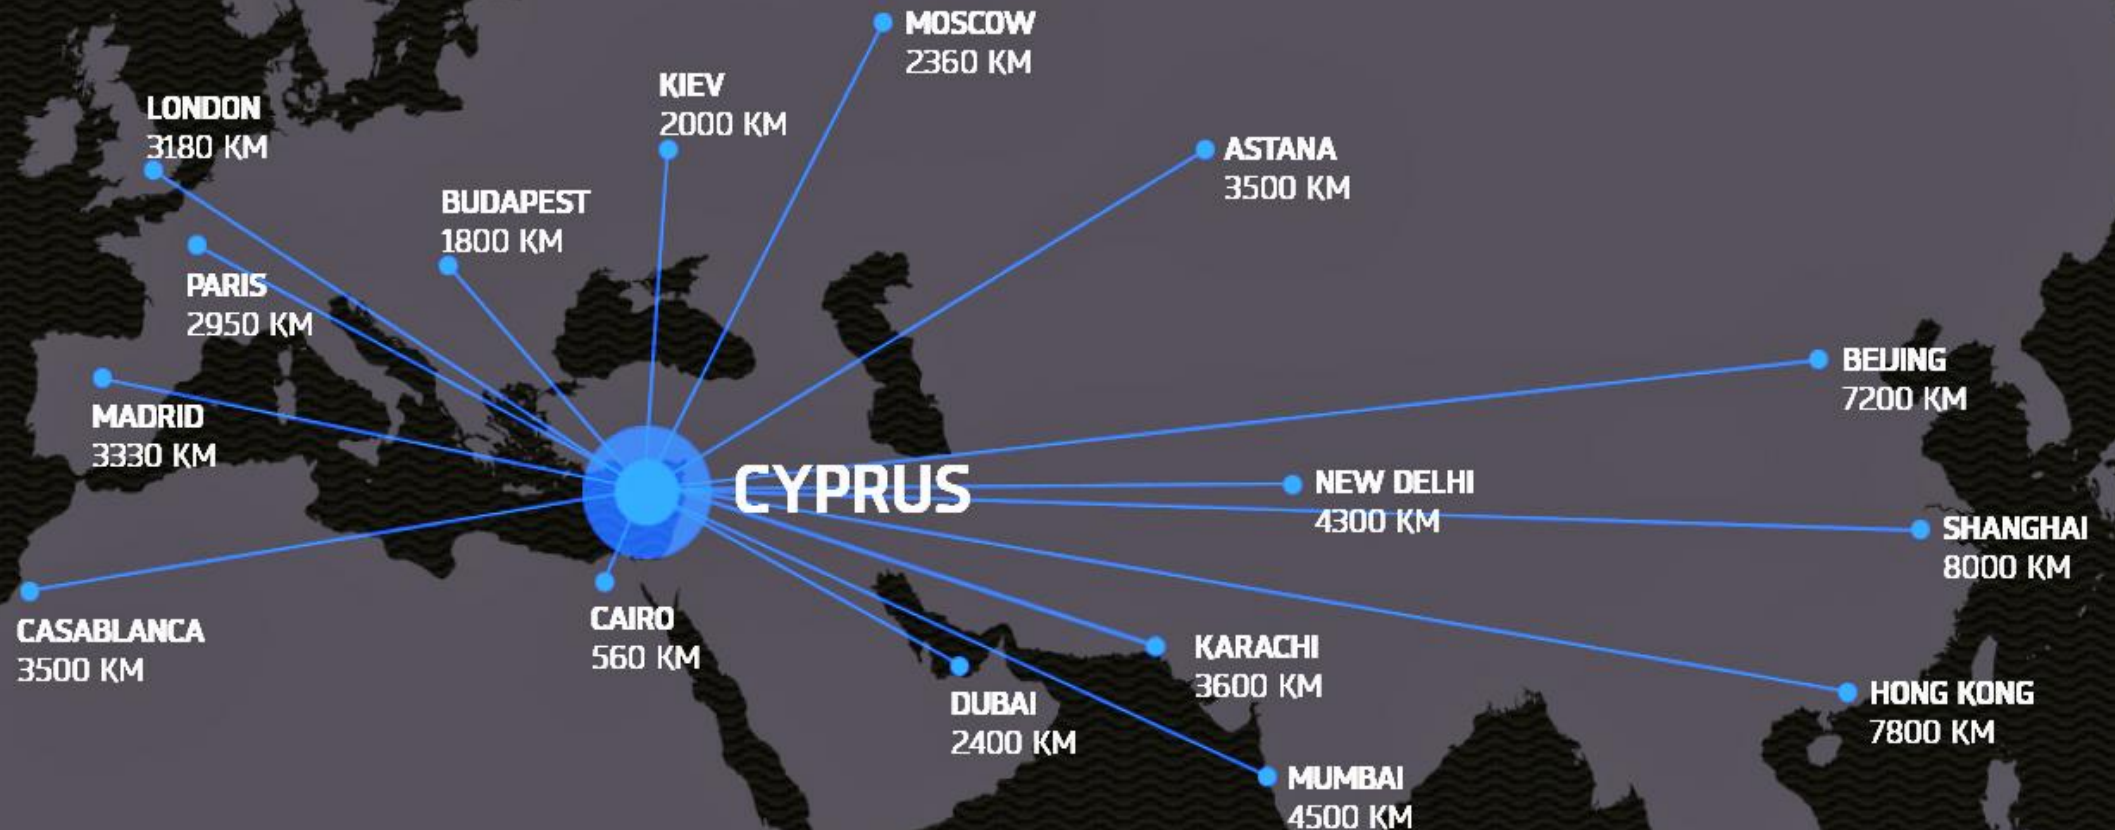 MOSCOW
2360 KM
KIEV
2000 KM
LONDON
3180 KM
ASTANA
3500 KM
BUDAPEST
1800 KM
PARIS
2950 KM
BEIJING
7200 KM
MADRID
3330 KM
CYPRUS
NEW DELHI
4300 KM
SHANGHAI
8000 KM
CASABLANCA
3500 KM
CAIRO
560 KM
KARACHI
3600 KM
DUBAI
2400 KM
HONG KONG
7800 KM
MUMBAI
4500 KM